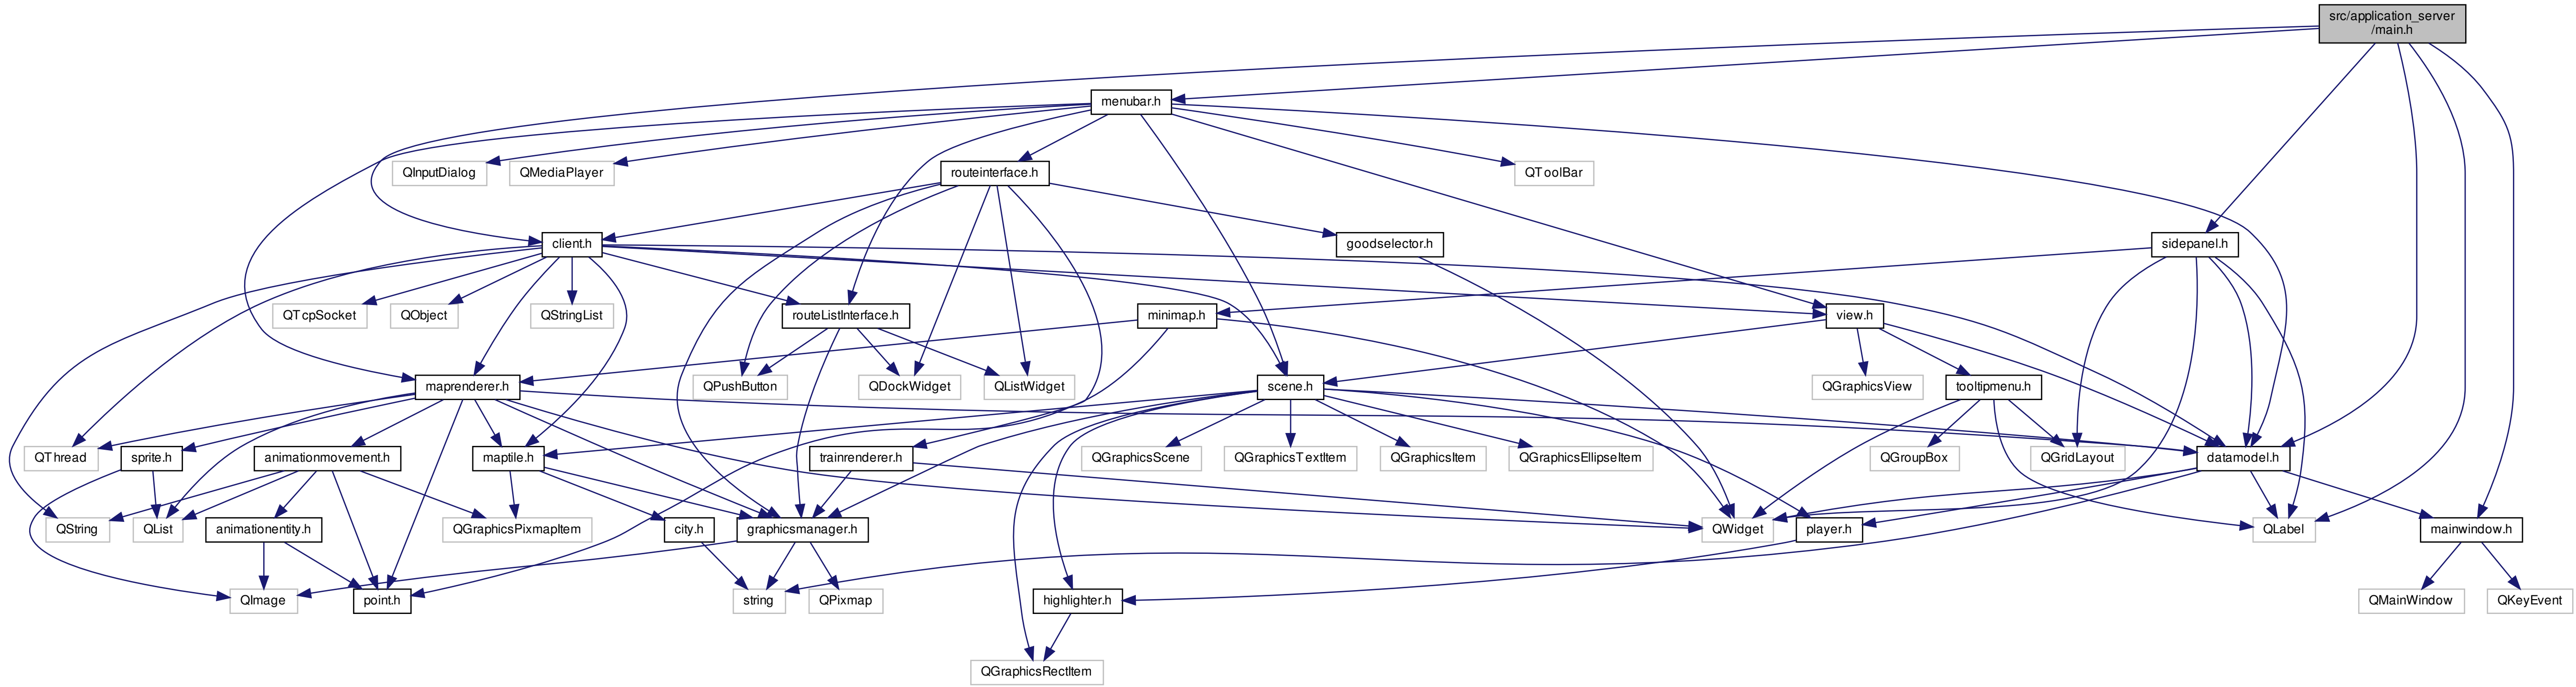 src/application_server
/main.h
menubar.h
QInputDialog
QMediaPlayer
routeinterface.h
QToolBar
client.h
goodselector.h
sidepanel.h
QTcpSocket
QObject
QStringList
routeListInterface.h
minimap.h
view.h
maprenderer.h
QPushButton
QDockWidget
QListWidget
scene.h
QGraphicsView
tooltipmenu.h
QThread
sprite.h
animationmovement.h
maptile.h
trainrenderer.h
QGraphicsScene
QGraphicsTextItem
QGraphicsItem
QGraphicsEllipseItem
QGroupBox
QGridLayout
datamodel.h
QString
QList
animationentity.h
QGraphicsPixmapItem
city.h
graphicsmanager.h
QWidget
player.h
QLabel
mainwindow.h
QImage
point.h
string
QPixmap
highlighter.h
QMainWindow
QKeyEvent
QGraphicsRectItem